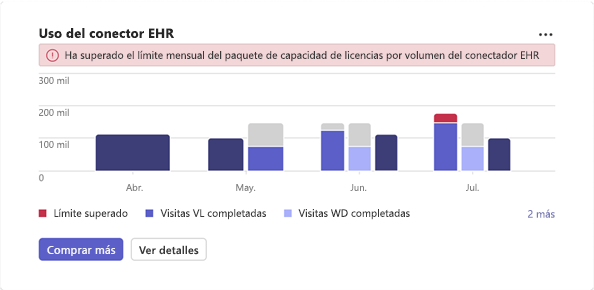 Uso del conector EHR
Ha superado el límite mensual del paquete de capacidad de licencias por volumen del conectador EHR
300 mil
200 mil
100 mil
0
Abr.
May.
Jun.
Jul.
Límite superado
Visitas VL completadas
Visitas WD completadas
2 más
Comprar más
Ver detalles